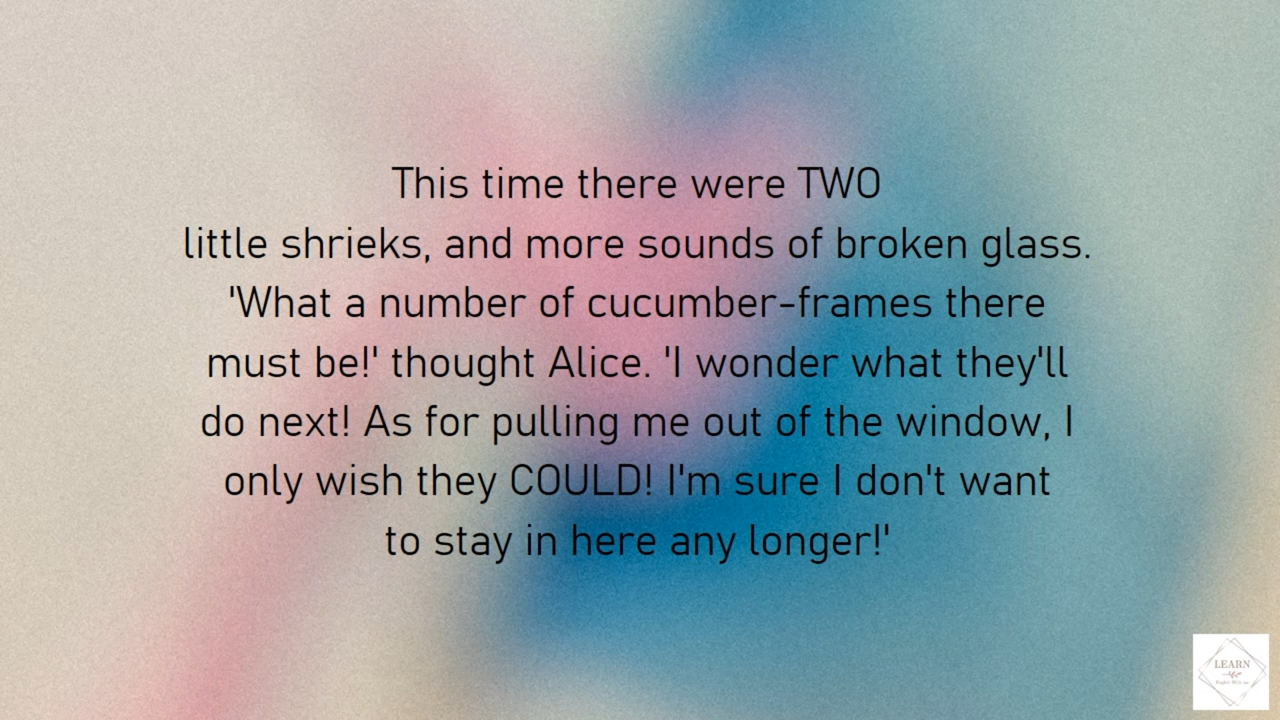 This time there were TWO
little shrieks, and more sounds of broken glass.
'What a number of cucumber-frames there
must be!' thought Alice. 'I wonder what they'll
do next! As for pulling me out of the window, I
only wish they COULD! I'm sure I don't want
to stay in here any longer!'
LEARN